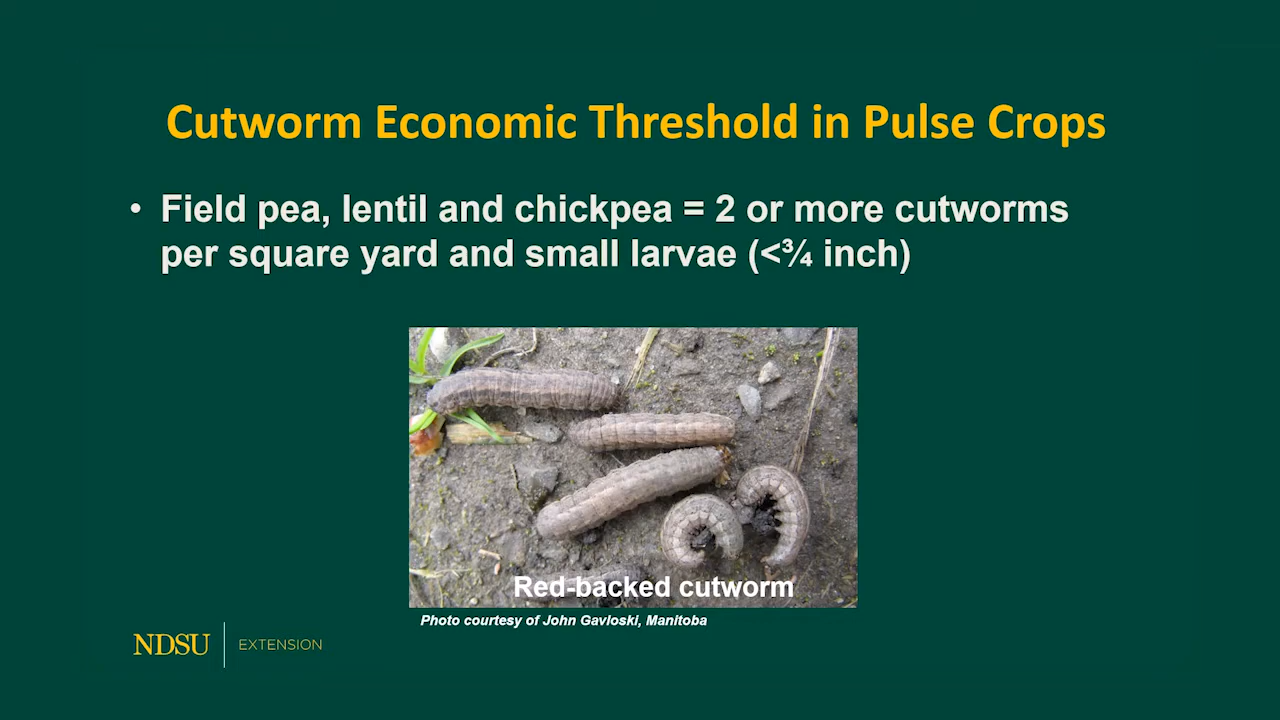 Cutworm Economic Threshold in Pulse Crops
• Field pea, lentil and chickpea = 2 or more cutworms
per square yard and small larvae (<¾ inch)
Red-backed cutworm
Photo courtesy of John Gavloski, Manitoba
NDSU EXTENSION